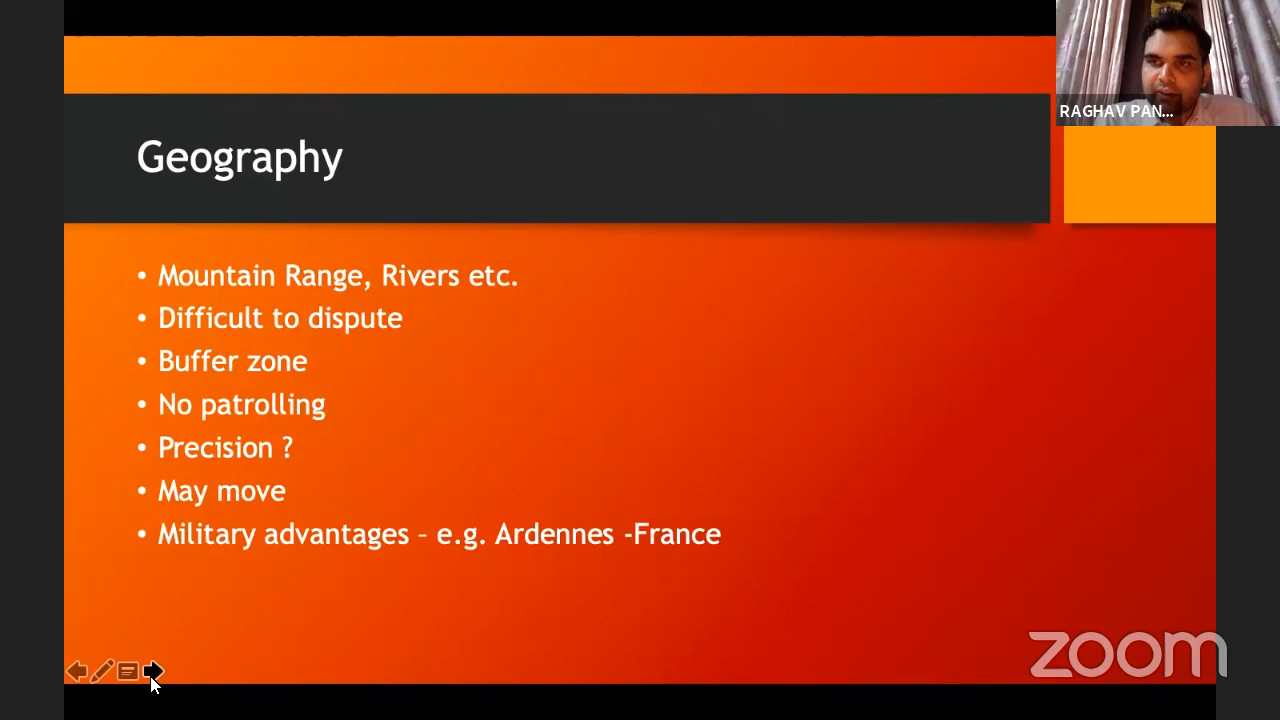 RAGHAV PAN...
Geography
• Mountain Range, Rivers etc.
• Difficult to dispute
• Buffer zone
• No patrolling
• Precision ?
• May move
• Military advantages – e.g. Ardennes -France
zoom